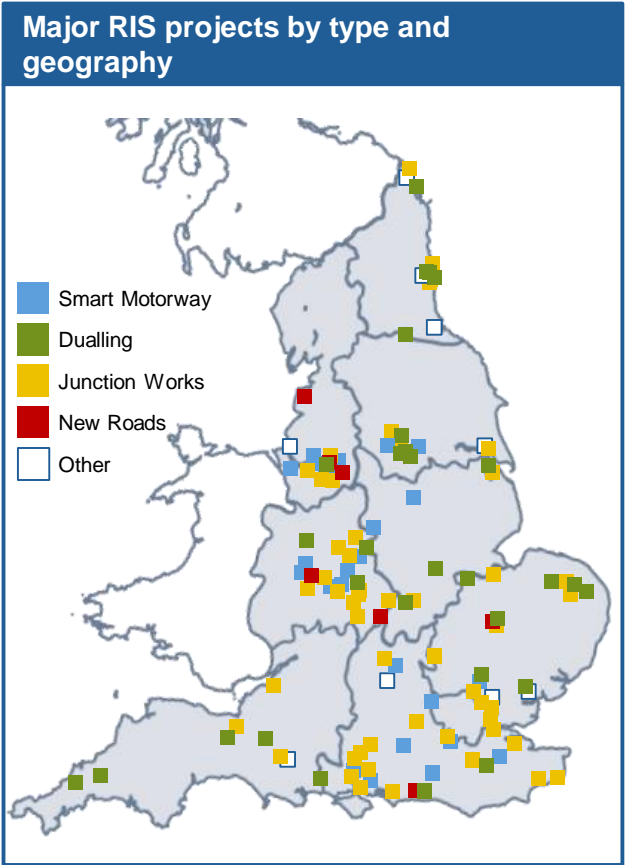 Major RIS projects by type and
geography
Smart Motorway
Dualling
Junction Works
New Roads
Other